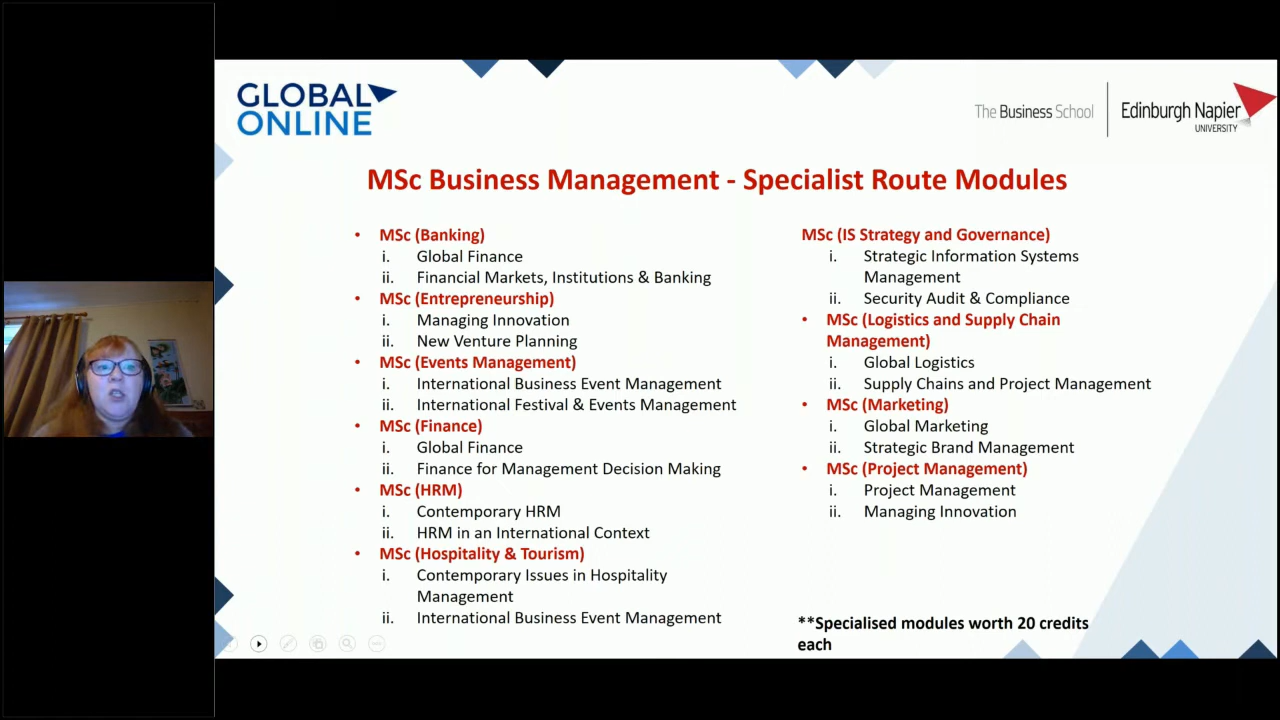 GLOBAL
ONLINE
The Business School
Edinburgh Napier
UNIVERSITY
MSc Business Management - Specialist Route Modules
• MSc (Banking)
i. Global Finance
ii. Financial Markets, Institutions & Banking
• MSc (Entrepreneurship)
i. Managing Innovation
ii. New Venture Planning
• MSc (Events Management)
i. International Business Event Management
ii. International Festival & Events Management
• MSc (Finance)
i. Global Finance
ii. Finance for Management Decision Making
• MSc (HRM)
i. Contemporary HRM
ii. HRM in an International Context
• MSc (Hospitality & Tourism)
i. Contemporary Issues in Hospitality
Management
ii. International Business Event Management
MSc (IS Strategy and Governance)
i. Strategic Information Systems
Management
ii. Security Audit & Compliance
• MSc (Logistics and Supply Chain
Management)
i. Global Logistics
ii. Supply Chains and Project Management
• MSc (Marketing)
i. Global Marketing
ii. Strategic Brand Management
• MSc (Project Management)
i. Project Management
ii. Managing Innovation
**Specialised modules worth 20 credits
each